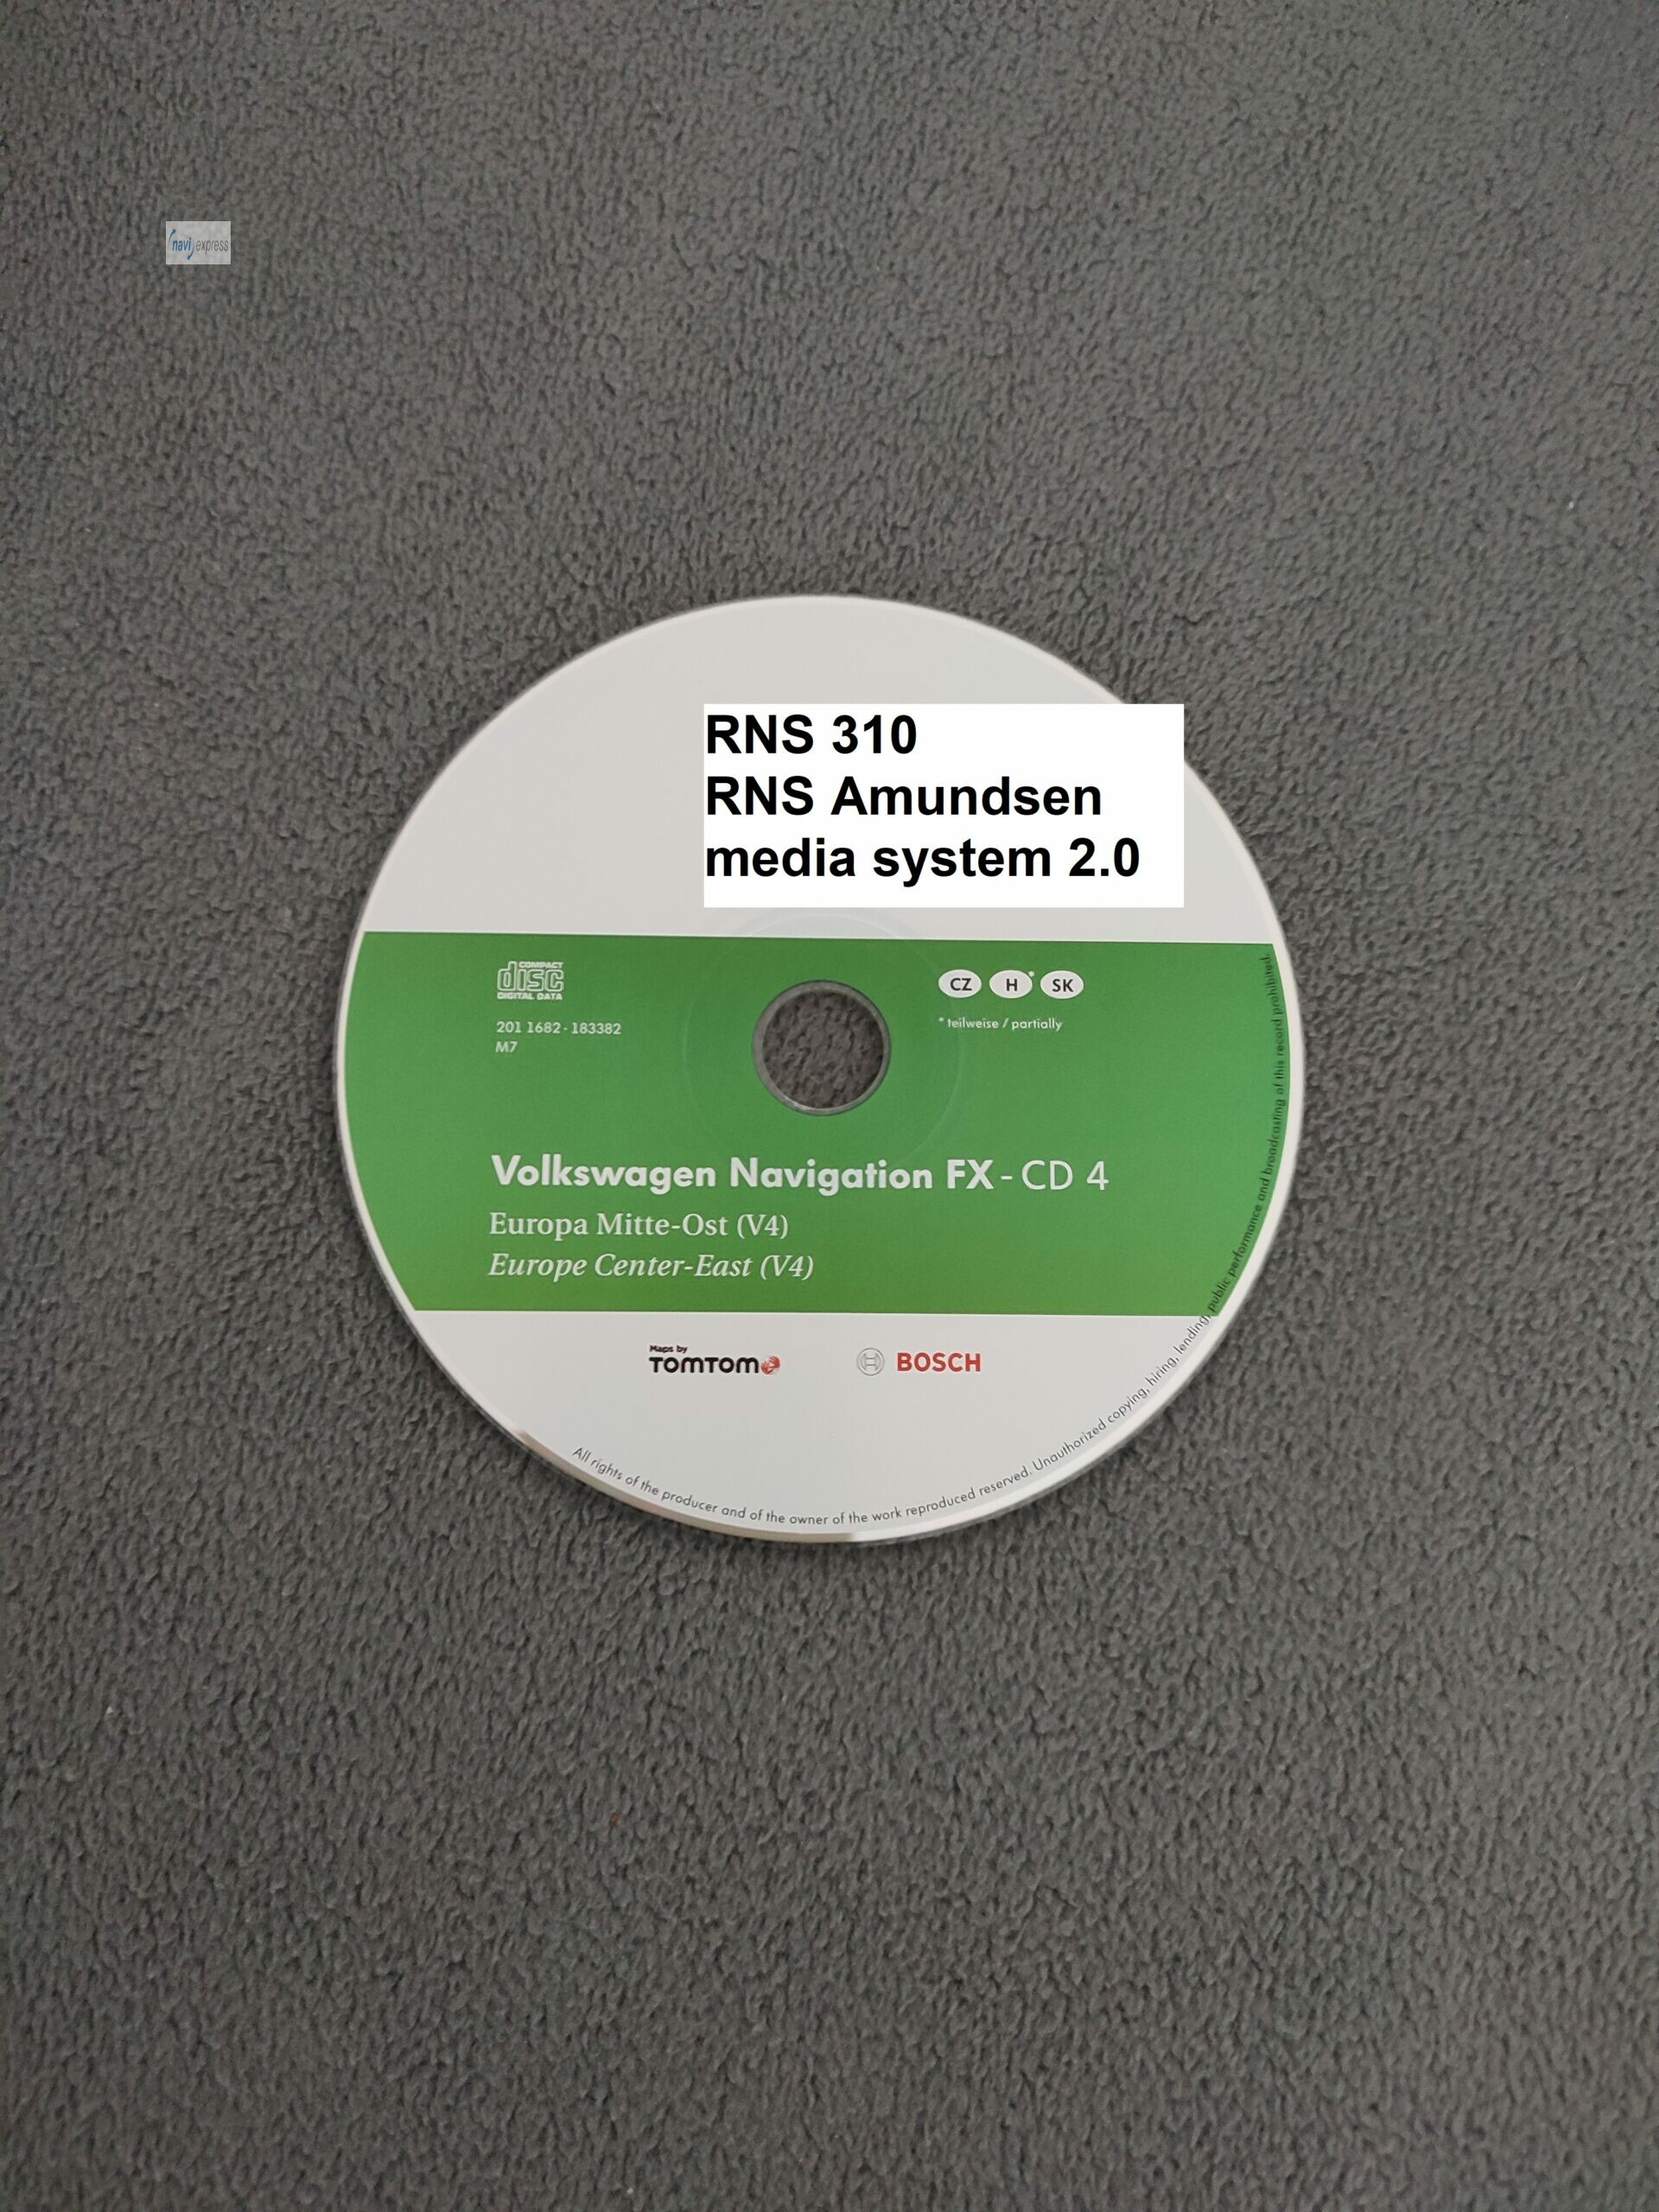 navi express
RNS 310
RNS Amundsen
media system 2.0
COMPACT
disc
DIGITAL DATA
201 1682 - 183382
M7
CZ H* SK
* teilweise / partially
Volkswagen Navigation FX - CD 4
Europa Mitte-Ost (V4)
Europe Center-East (V4)
Maps by
TOMTOM
BOSCH
All rights of the producer and of the owner of the work reproduced reserved. Unauthorized copying, hiring, lending, public performance and broadcasting of this record prohibited.